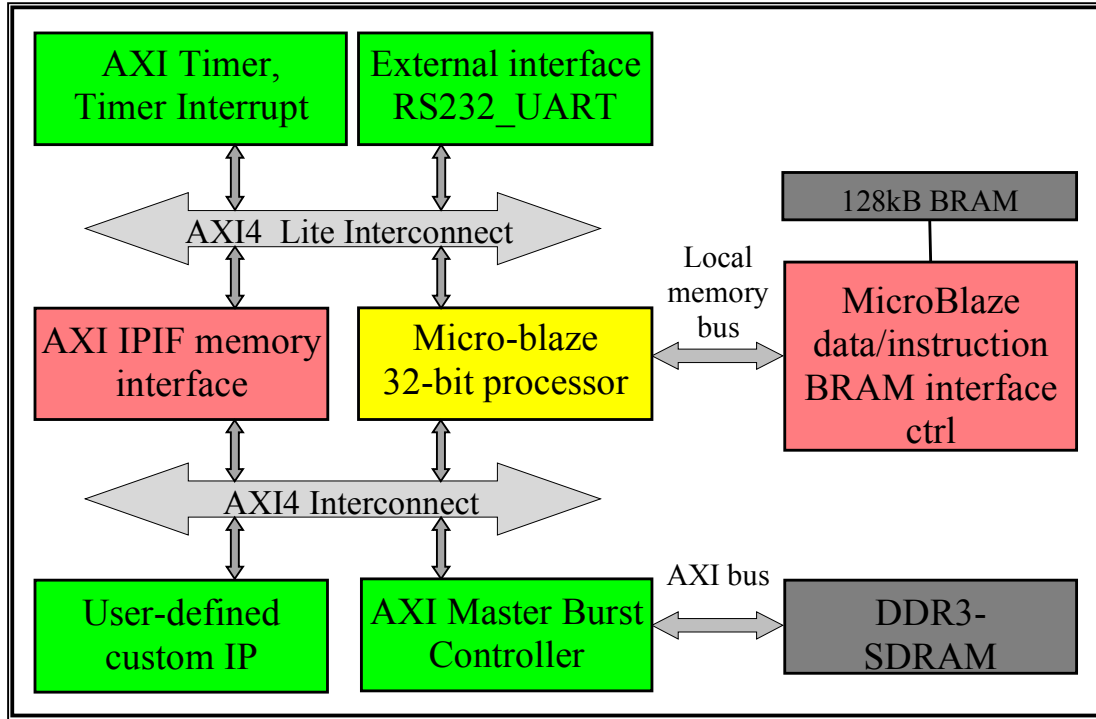 AXI Timer,
Timer Interrupt
External interface
RS232_UART
AXI4 Lite Interconnect
128kB BRAM
Local
memory
bus
AXI IPIF memory
interface
Micro-blaze
32-bit processor
MicroBlaze
data/instruction
BRAM interface
ctrl
AXI4 Interconnect
User-defined
custom IP
AXI Master Burst
Controller
AXI bus
DDR3-
SDRAM